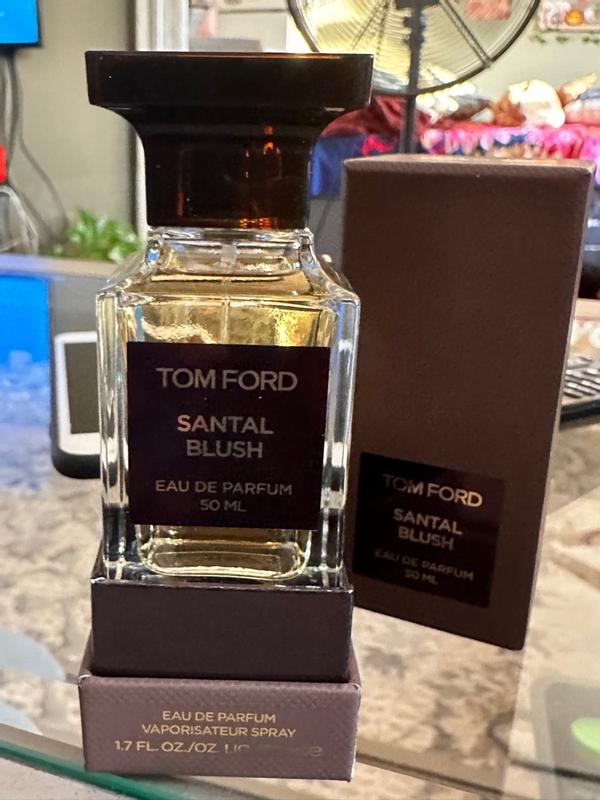 TOM FORD
SANTAL
BLUSH
EAU DE PARFUM
50 ML
TOM FORD
SANTAL
BLUSH
EAU DE PARFUM
50 ML
EAU DE PARFUM
VAPORISATEUR SPRAY
1.7 FL. OZ./OZ.